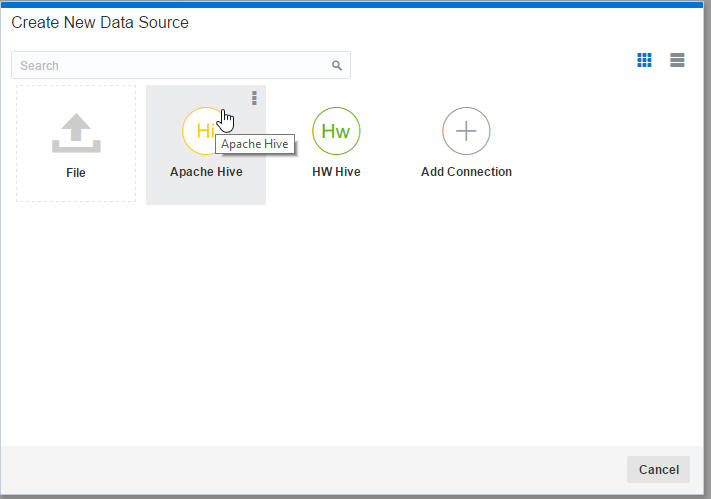 Create New Data Source
Search
Hi
Hw
Apache Hive
File
Apache Hive
HW Hive
Add Connection
Cancel